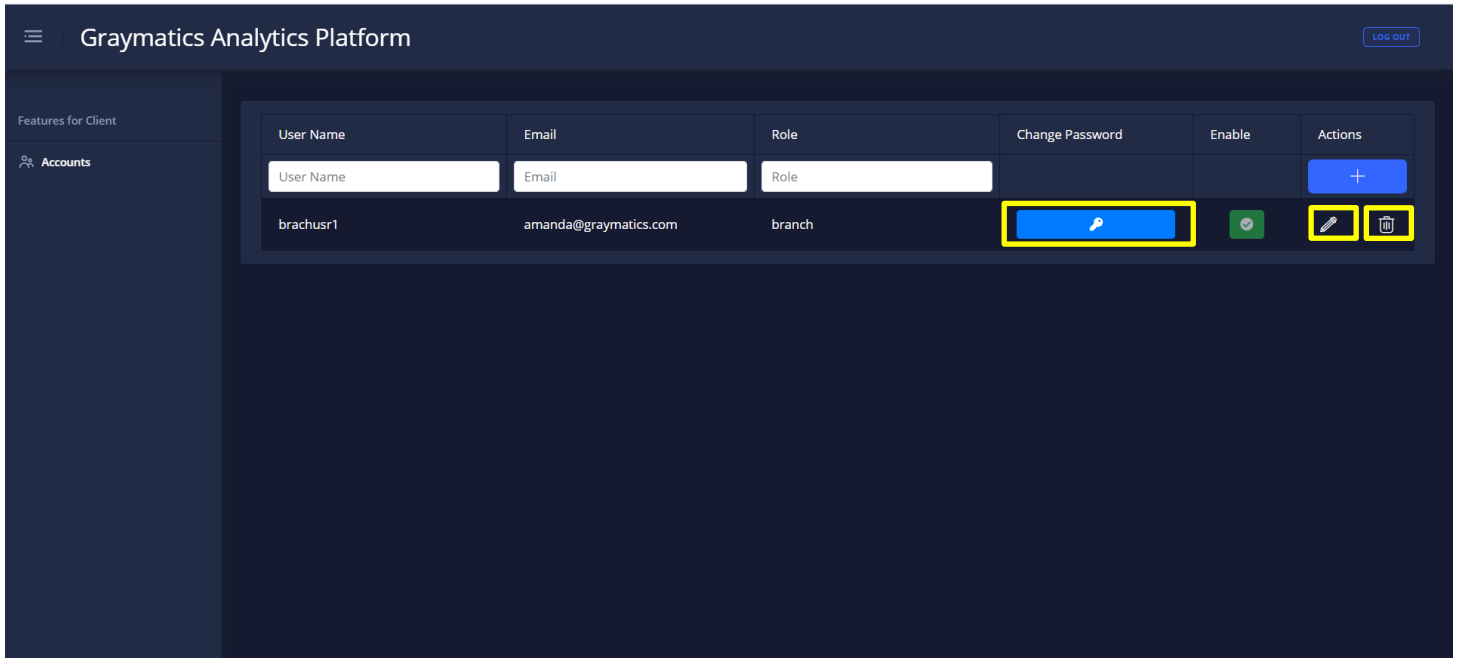 Graymatics Analytics Platform
LOG OUT
Features for Client
Accounts
User Name Email Role Change Password Enable Actions
User Name Email Role
brachusr1 amanda@graymatics.com branch